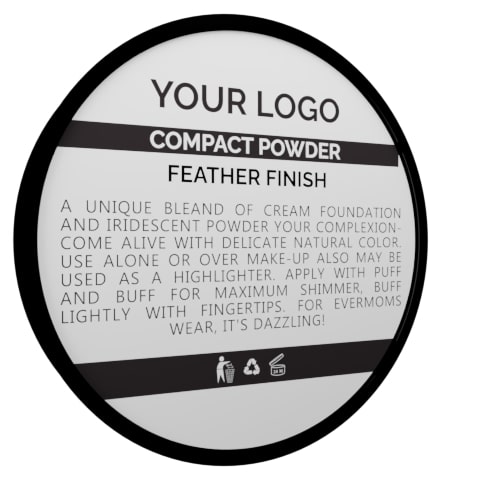 YOUR LOGO
COMPACT POWDER
FEATHER FINISH
A UNIQUE BLEAND OF CREAM FOUNDATION
AND IRIDESCENT POWDER YOUR COMPLEXION-
COME ALIVE WITH DELICATE NATURAL COLOR.
USE ALONE OR OVER MAKE-UP ALSO MAY BE
USED AS A HIGHLIGHTER. APPLY WITH PUFF
AND BUFF FOR MAXIMUM SHIMMER, BUFF
LIGHTLY WITH FINGERTIPS. FOR EVERMOMS
WEAR, IT'S DAZZLING!